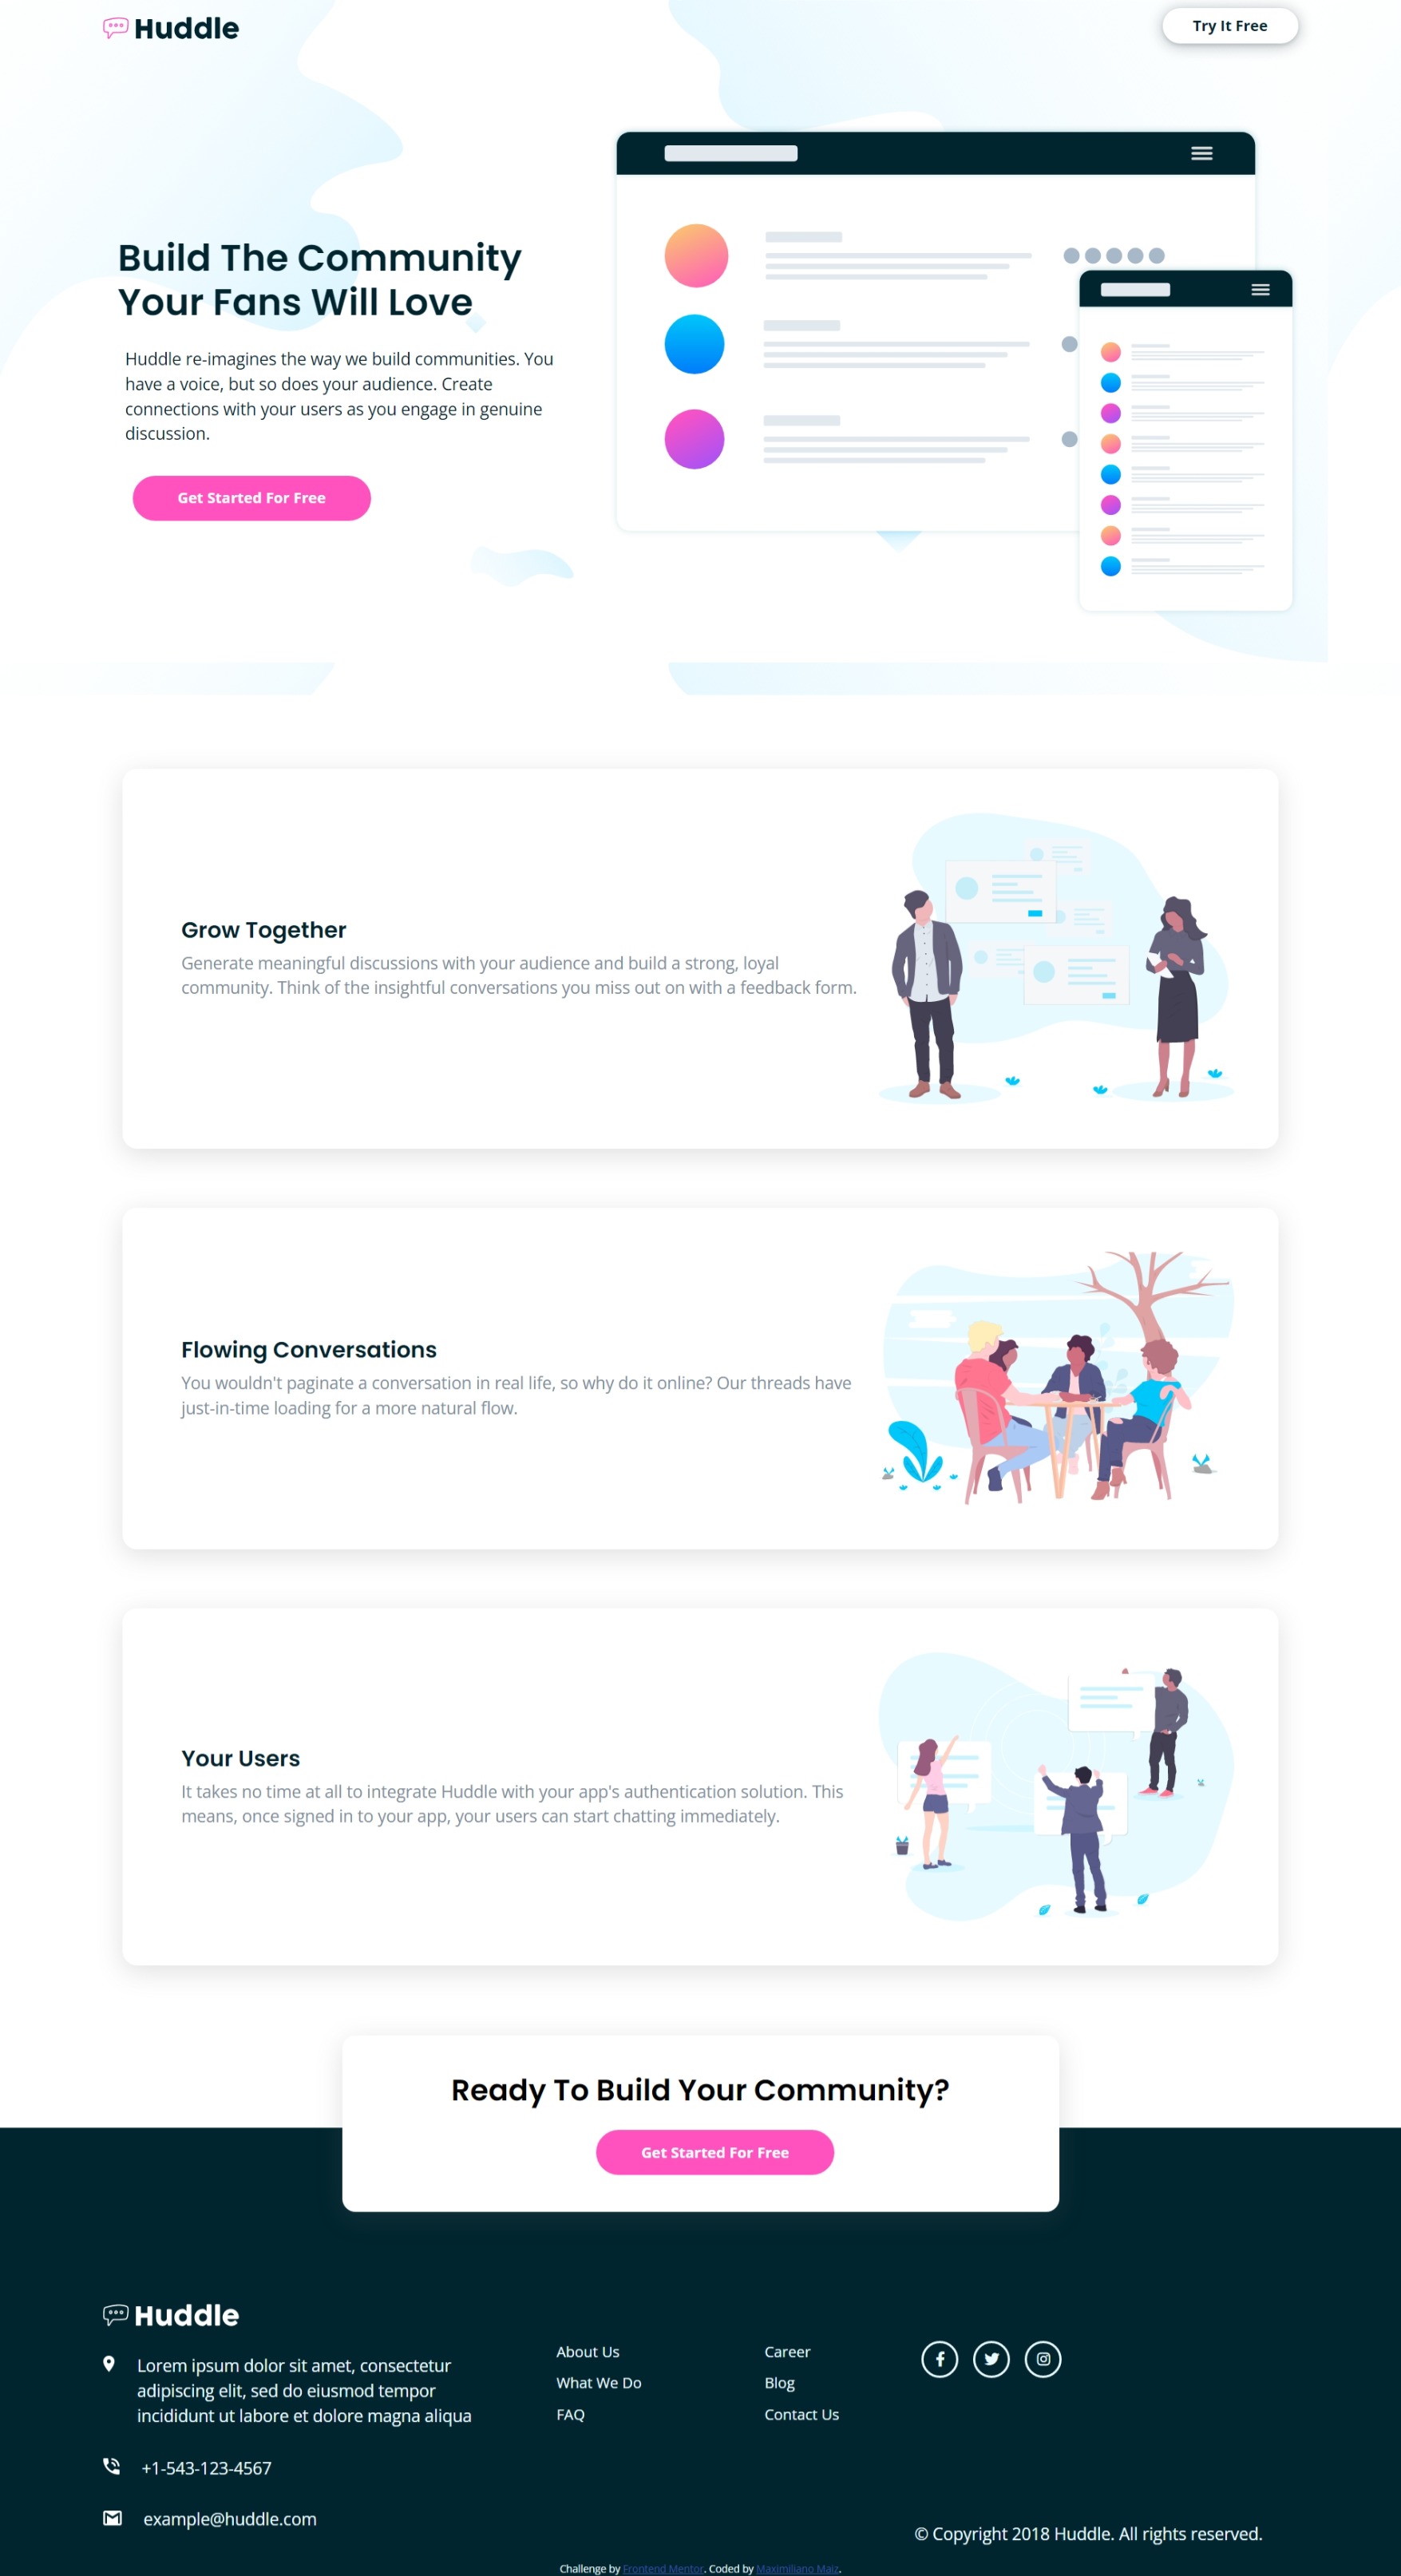 Huddle
Try It Free
Build The Community
Your Fans Will Love
Huddle re-imagines the way we build communities. You
have a voice, but so does your audience. Create
connections with your users as you engage in genuine
discussion.
Get Started For Free
Grow Together
Generate meaningful discussions with your audience and build a strong, loyal
community. Think of the insightful conversations you miss out on with a feedback form.
Flowing Conversations
You wouldn't paginate a conversation in real life, so why do it online? Our threads have
just-in-time loading for a more natural flow.
Your Users
It takes no time at all to integrate Huddle with your app's authentication solution. This
means, once signed in to your app, your users can start chatting immediately.
Ready To Build Your Community?
Get Started For Free
Huddle
Lorem ipsum dolor sit amet, consectetur
adipiscing elit, sed do eiusmod tempor
incididunt ut labore et dolore magna aliqua
+1-543-123-4567
example@huddle.com
About Us
What We Do
FAQ
Career
Blog
Contact Us
© Copyright 2018 Huddle. All rights reserved.
Challenge by Frontend Mentor. Coded by Maximiliano Maiz.